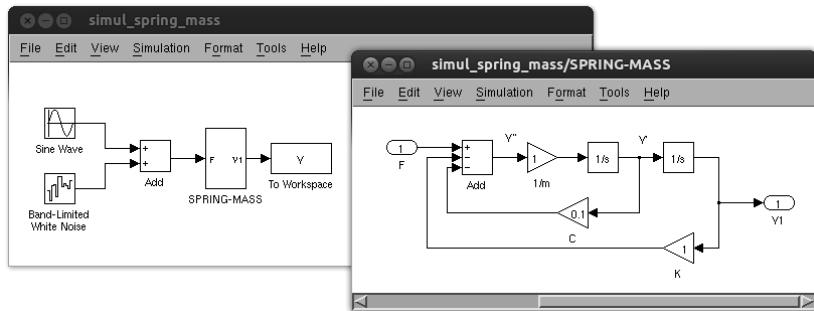 simul_spring_mass
File Edit View Simulation Format Tools Help
Sine Wave
+
+
Add
F Y1
SPRING-MASS
Y
To Workspace
Band-Limited
White Noise
simul_spring_mass/SPRING-MASS
File Edit View Simulation Format Tools Help
1
F
+
−
−
Add
Y''
1
1/m
1/s
Y'
1/s
0.1
C
1
K
1
Y1